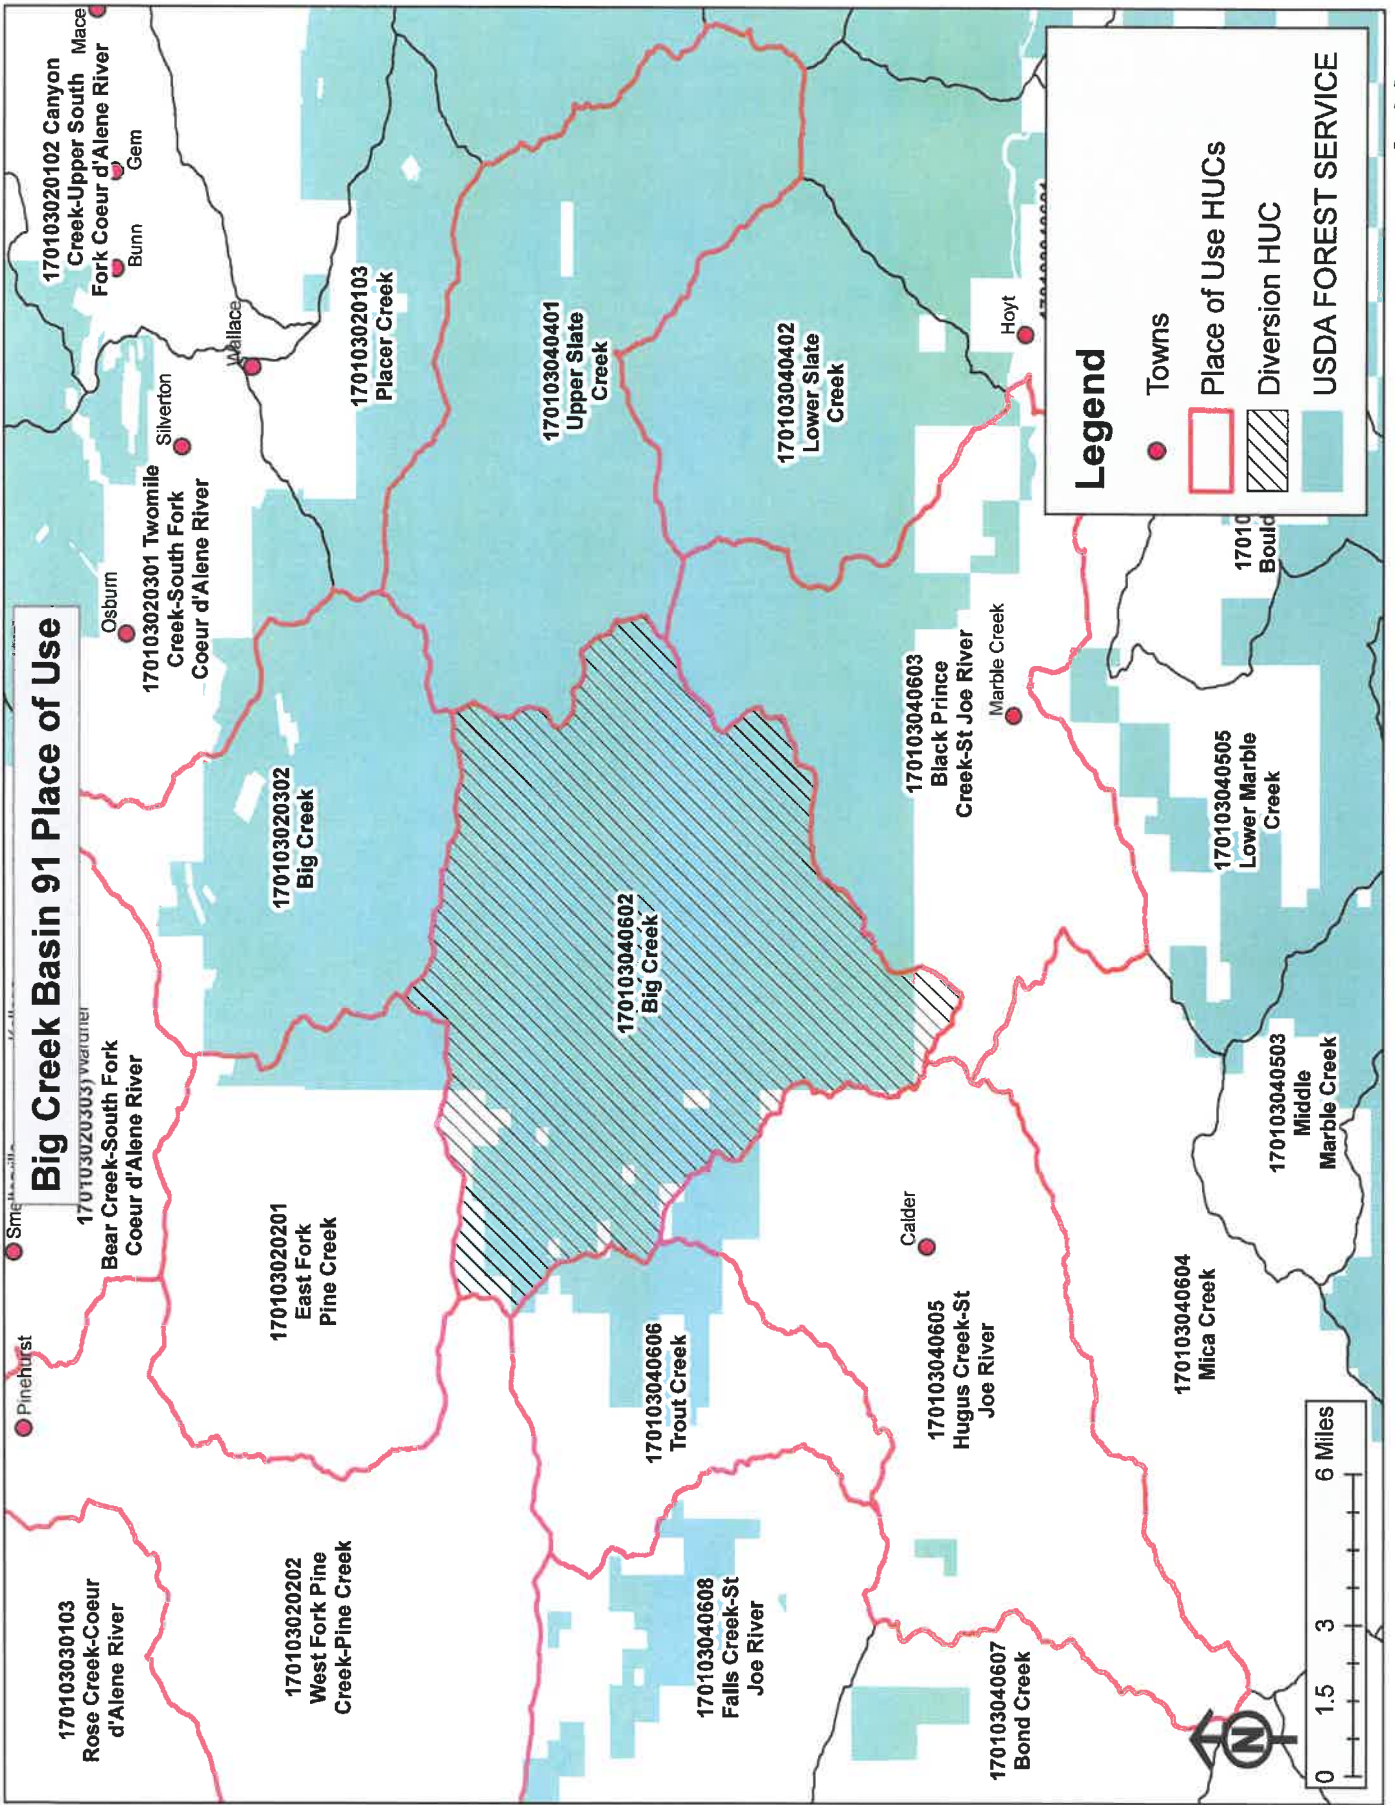 Big Creek Basin 91 Place of Use
Pinehurst
Osburn
Silverton
Wallace
Bunn
Gem
Mace
170103020102 Canyon
Creek-Upper South
Fork Coeur d'Alene River
170103030103
Rose Creek-Coeur
d'Alene River
170103020303
Wardner
Bear Creek-South Fork
Coeur d'Alene River
170103020301 Twomile
Creek-South Fork
Coeur d'Alene River
170103020202
West Fork Pine
Creek-Pine Creek
170103020201
East Fork
Pine Creek
170103020302
Big Creek
170103020103
Placer Creek
170103040401
Upper Slate
Creek
170103040608
Falls Creek-St
Joe River
170103040606
Trout Creek
170103040602
Big Creek
170103040402
Lower Slate
Creek
170103040607
Bond Creek
170103040605
Hugus Creek-St
Joe River
Calder
170103040603
Black Prince
Creek-St Joe River
Marble Creek
Hoyt
170103040604
Mica Creek
170103040503
Middle
Marble Creek
170103040505
Lower Marble
Creek
17010
Bould
Legend
Towns
Place of Use HUCs
Diversion HUC
USDA FOREST SERVICE
N
0 1.5 3 6 Miles